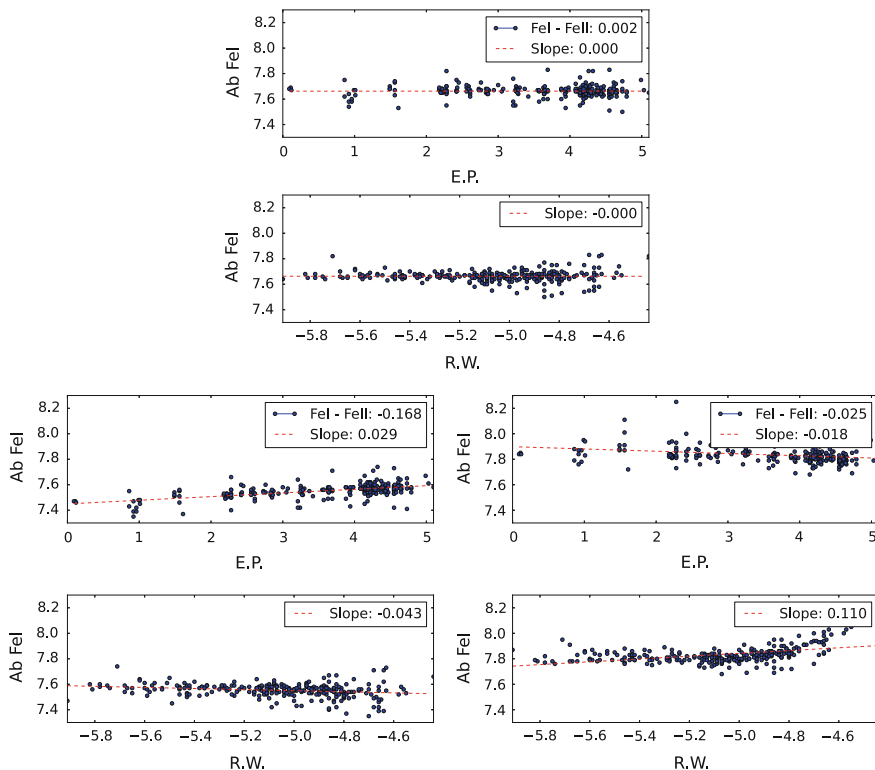 8.2
8.0
7.8
7.6
7.4
Ab FeI
FeI - FeII: 0.002
Slope: 0.000
0 1 2 3 4 5
E.P.
8.2
8.0
7.8
7.6
7.4
Ab FeI
Slope: -0.000
−5.8 −5.6 −5.4 −5.2 −5.0 −4.8 −4.6
R.W.
8.2
8.0
7.8
7.6
7.4
Ab FeI
FeI - FeII: -0.168
Slope: 0.029
0 1 2 3 4 5
E.P.
8.2
8.0
7.8
7.6
7.4
Ab FeI
FeI - FeII: -0.025
Slope: -0.018
0 1 2 3 4 5
E.P.
8.2
8.0
7.8
7.6
7.4
Ab FeI
Slope: -0.043
−5.8 −5.6 −5.4 −5.2 −5.0 −4.8 −4.6
R.W.
8.2
8.0
7.8
7.6
7.4
Ab FeI
Slope: 0.110
−5.8 −5.6 −5.4 −5.2 −5.0 −4.8 −4.6
R.W.